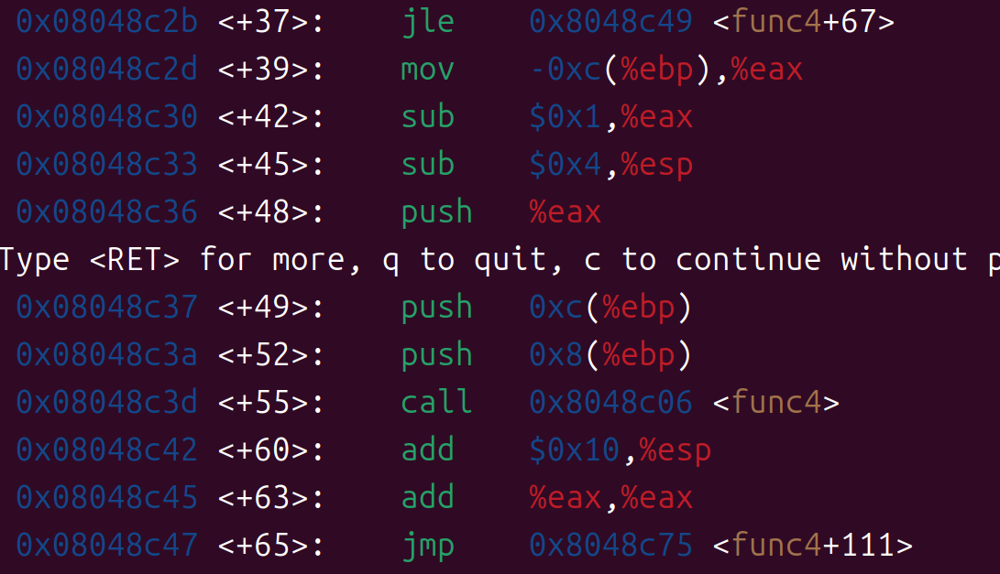 0x08048c2b <+37>:    jle    0x8048c49 <func4+67>
0x08048c2d <+39>:    mov    -0xc(%ebp),%eax
0x08048c30 <+42>:    sub    $0x1,%eax
0x08048c33 <+45>:    sub    $0x4,%esp
0x08048c36 <+48>:    push   %eax
Type <RET> for more, q to quit, c to continue without p
0x08048c37 <+49>:    push   0xc(%ebp)
0x08048c3a <+52>:    push   0x8(%ebp)
0x08048c3d <+55>:    call   0x8048c06 <func4>
0x08048c42 <+60>:    add    $0x10,%esp
0x08048c45 <+63>:    add    %eax,%eax
0x08048c47 <+65>:    jmp    0x8048c75 <func4+111>